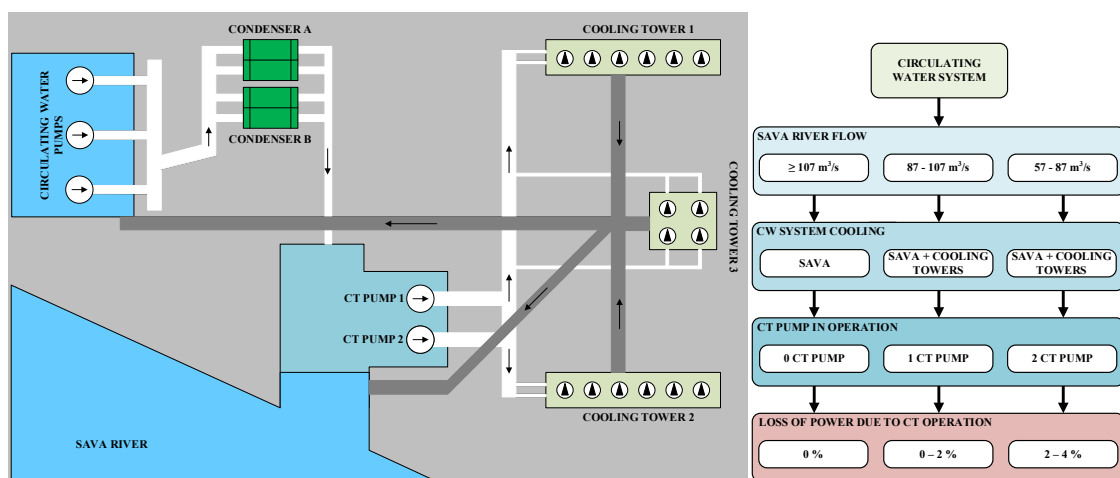 CONDENSER A
CONDENSER B
CIRCULATING WATER
PUMPS
COOLING TOWER 1
COOLING TOWER 3
CT PUMP 1
CT PUMP 2
COOLING TOWER 2
SAVA RIVER
CIRCULATING
WATER SYSTEM
SAVA RIVER FLOW
≥ 107 m³/s
87 - 107 m³/s
57 - 87 m³/s
CW SYSTEM COOLING
SAVA
SAVA + COOLING
TOWERS
SAVA + COOLING
TOWERS
CT PUMP IN OPERATION
0 CT PUMP
1 CT PUMP
2 CT PUMP
LOSS OF POWER DUE TO CT OPERATION
0 %
0 – 2 %
2 – 4 %